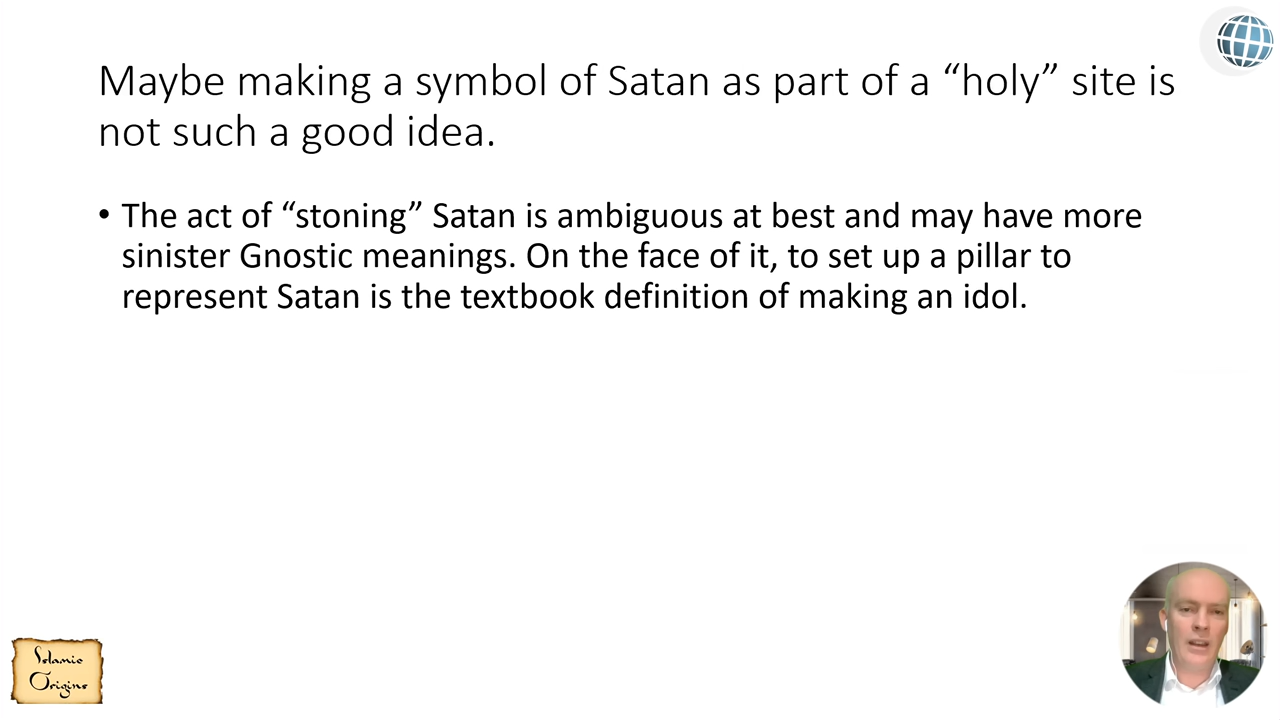 Maybe making a symbol of Satan as part of a “holy” site is
not such a good idea.
• The act of “stoning” Satan is ambiguous at best and may have more
sinister Gnostic meanings. On the face of it, to set up a pillar to
represent Satan is the textbook definition of making an idol.
Islamic
Origins